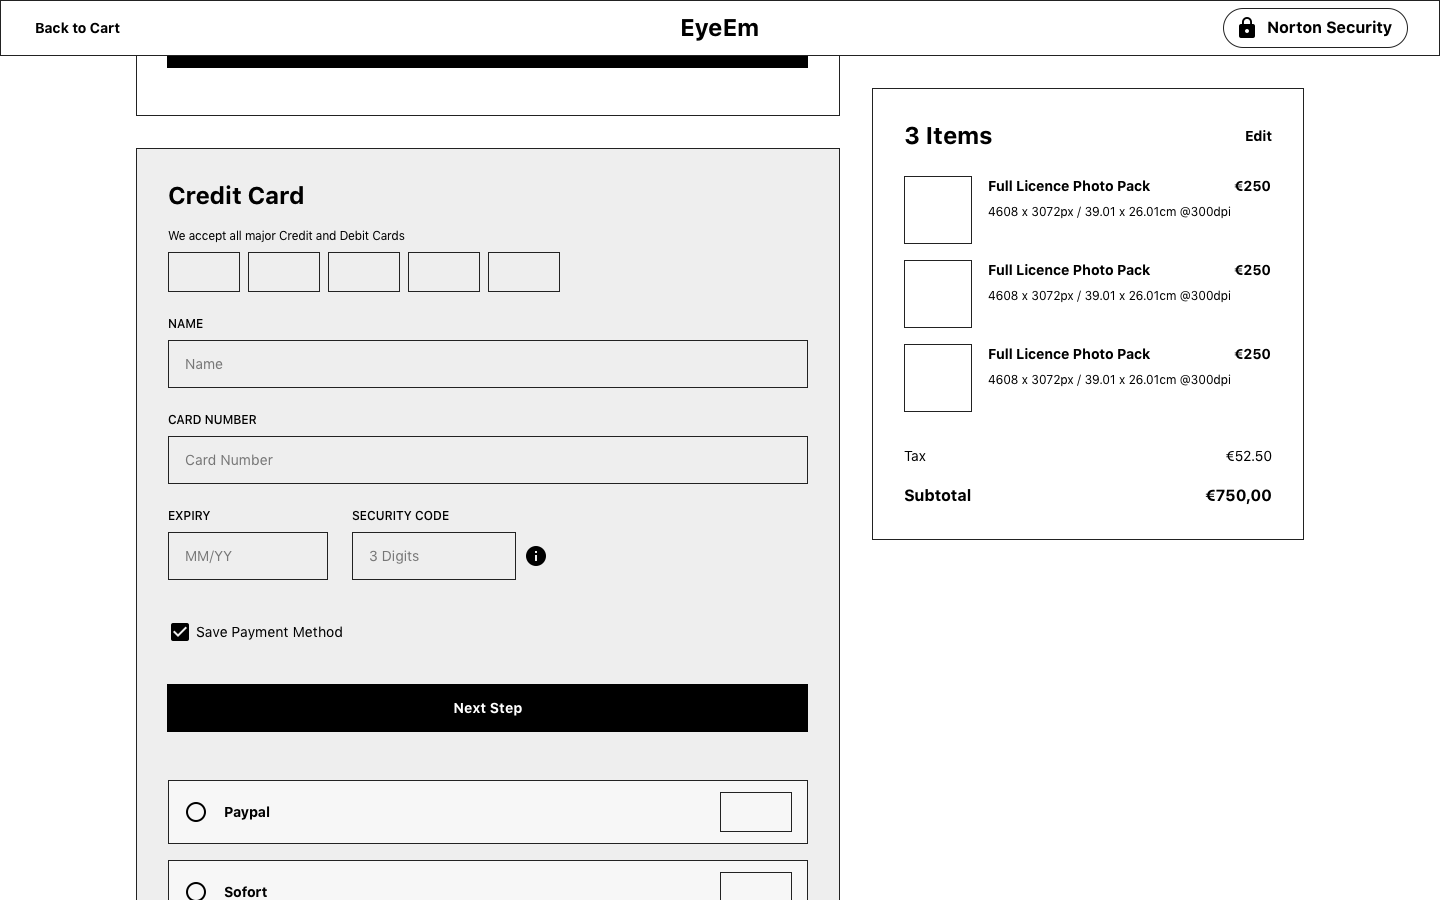 Back to Cart
EyeEm
Norton Security
Credit Card
We accept all major Credit and Debit Cards
NAME
Name
CARD NUMBER
Card Number
EXPIRY
SECURITY CODE
MM/YY
3 Digits
Save Payment Method
Next Step
Paypal
Sofort
3 Items
Edit
Full Licence Photo Pack
€250
4608 x 3072px / 39.01 x 26.01cm @300dpi
Full Licence Photo Pack
€250
4608 x 3072px / 39.01 x 26.01cm @300dpi
Full Licence Photo Pack
€250
4608 x 3072px / 39.01 x 26.01cm @300dpi
Tax
€52.50
Subtotal
€750,00